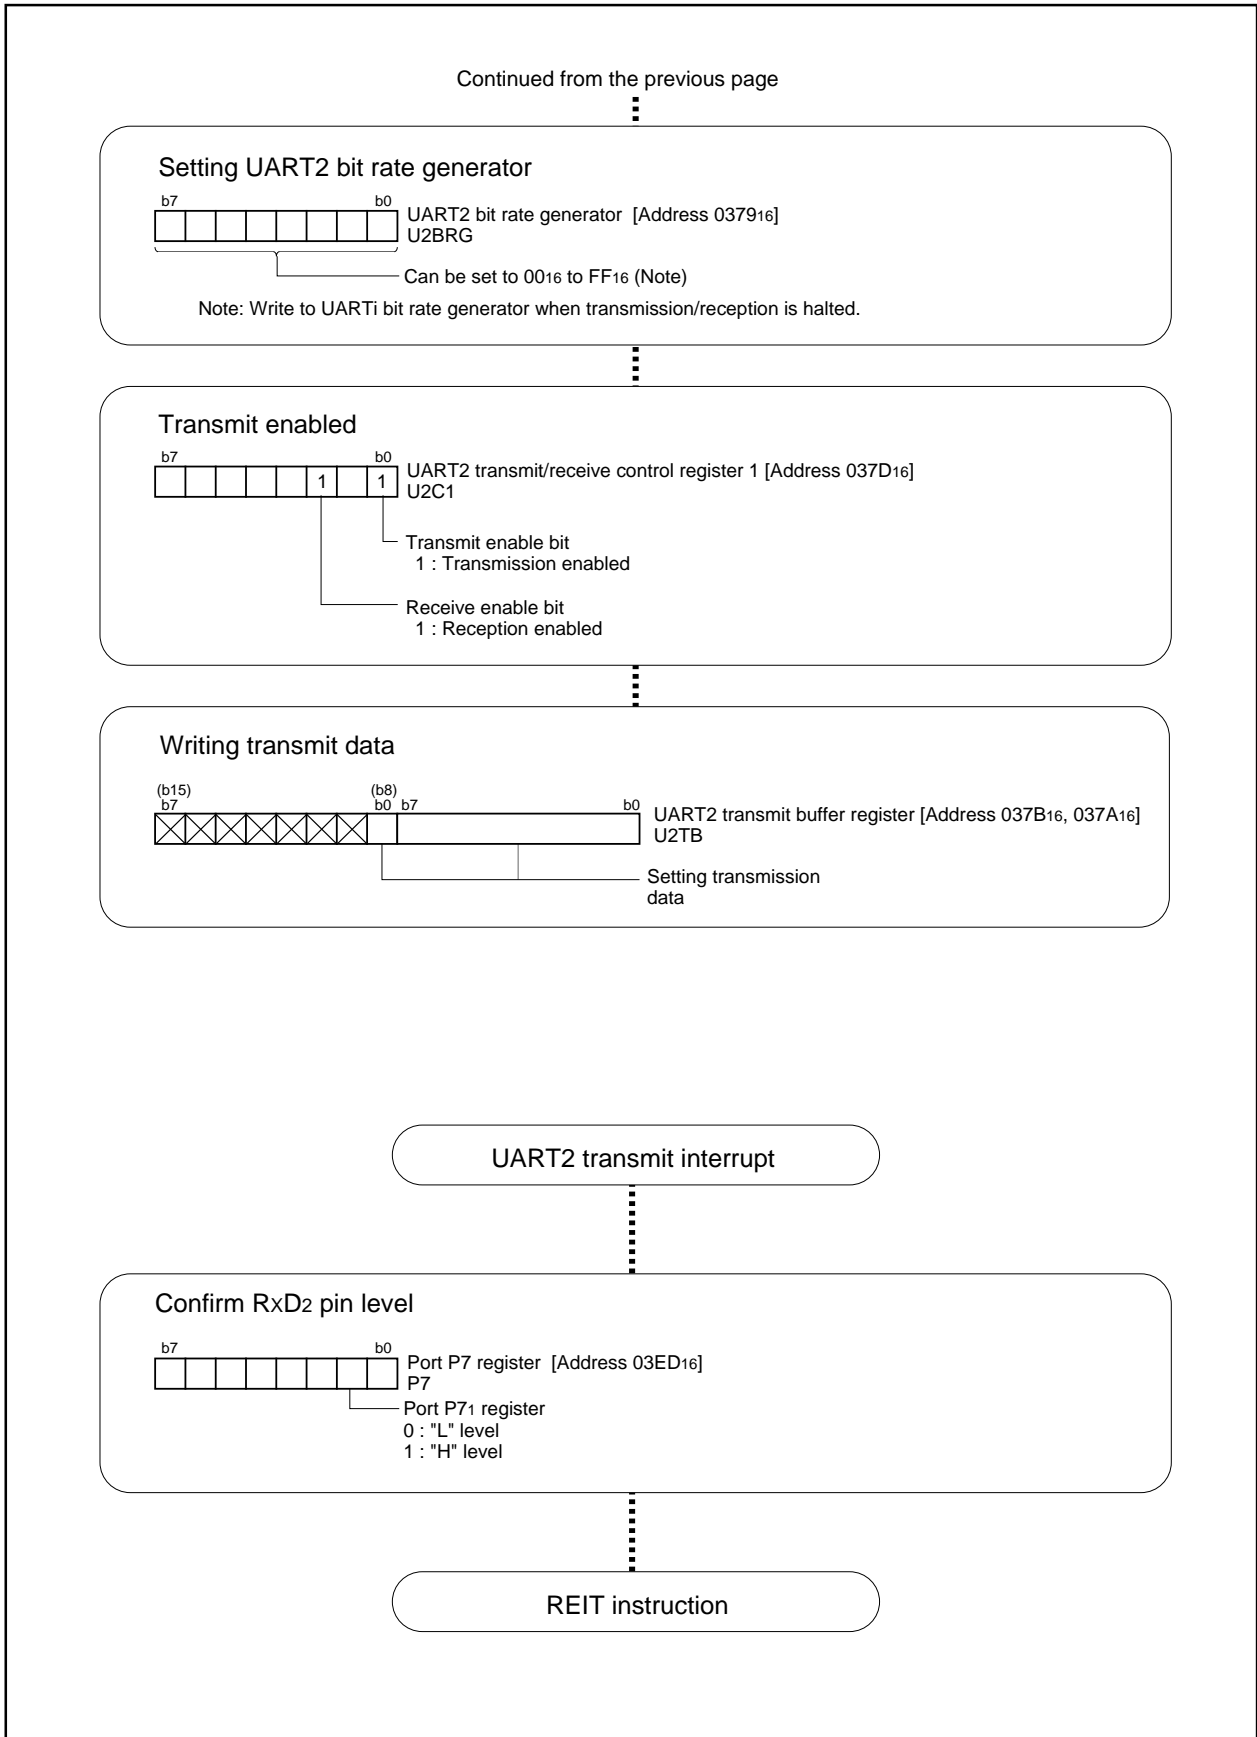 Continued from the previous page
Setting UART2 bit rate generator
b7 b0
UART2 bit rate generator [Address 037916]
U2BRG
Can be set to 0016 to FF16 (Note)
Note: Write to UARTi bit rate generator when transmission/reception is halted.
Transmit enabled
b7 b0
1 1
UART2 transmit/receive control register 1 [Address 037D16]
U2C1
Transmit enable bit
1 : Transmission enabled
Receive enable bit
1 : Reception enabled
Writing transmit data
(b15) (b8)
b7 b0 b7 b0
UART2 transmit buffer register [Address 037B16, 037A16]
U2TB
Setting transmission
data
UART2 transmit interrupt
Confirm RxD2 pin level
b7 b0
Port P7 register [Address 03ED16]
P7
Port P71 register
0 : "L" level
1 : "H" level
REIT instruction